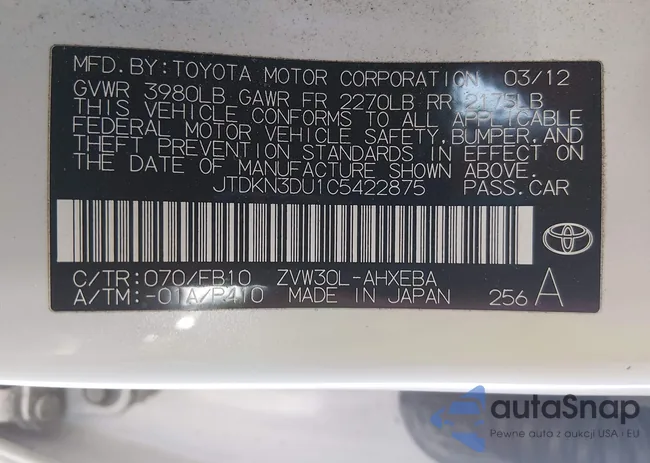 MFD. BY: TOYOTA MOTOR CORPORATION 03/12
GVWR 3980LB GAWR FR 2270LB RR 2175LB
THIS VEHICLE CONFORMS TO ALL APPLICABLE
FEDERAL MOTOR VEHICLE SAFETY, BUMPER, AND
THEFT PREVENTION STANDARDS IN EFFECT ON
THE DATE OF MANUFACTURE SHOWN ABOVE.
JTDKN3DU1C5422875 PASS. CAR
C/TR: 070/FB10 ZVW30L-AHXEBA
A/TM: -01A/P410 MADE IN JAPAN 256 A
autaSnap
Pewne auta z aukcji USA i EU